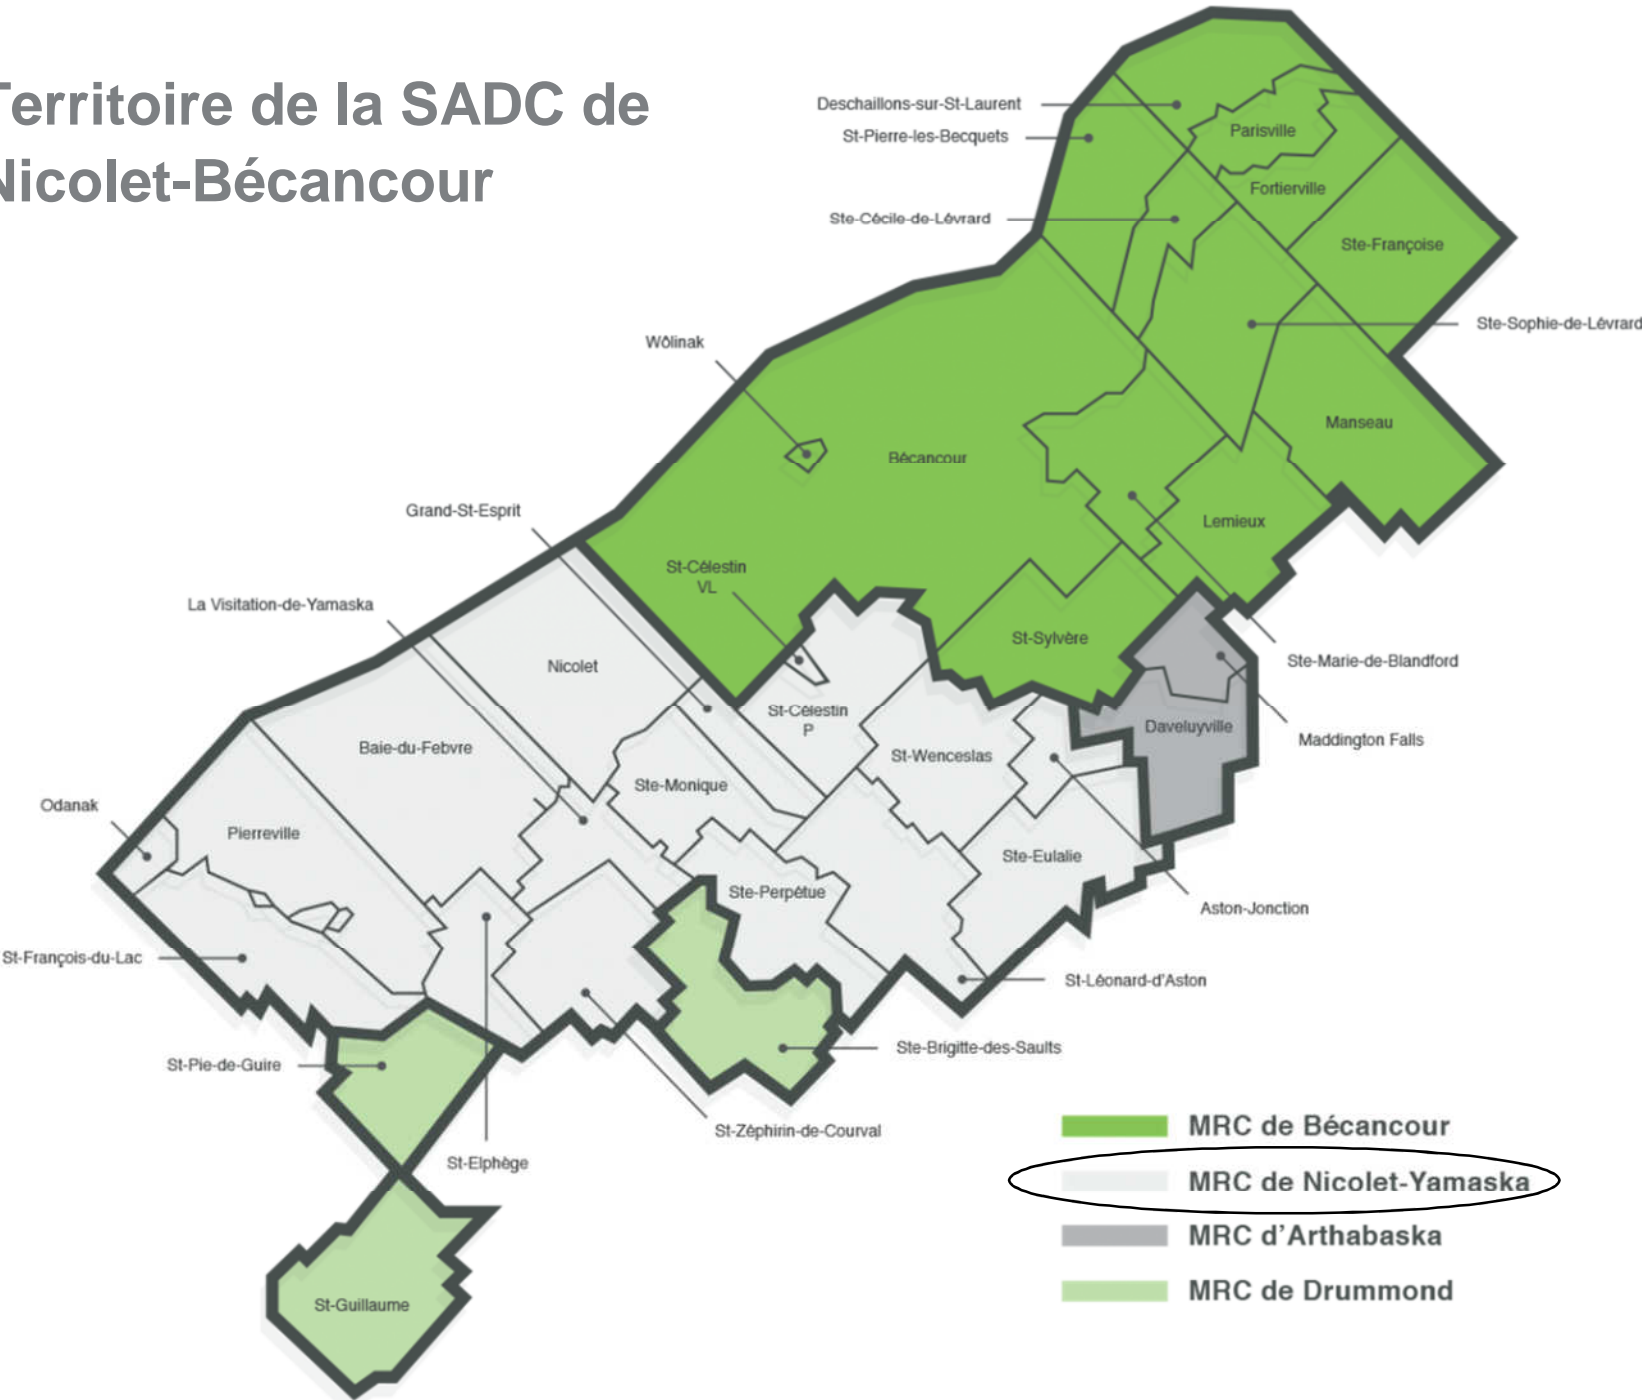 Territoire de la SADC de
Nicolet-Bécancour
Deschaillons-sur-St-Laurent
Parisville
St-Pierre-les-Becquets
Fortierville
Ste-Cécile-de-Lévrard
Ste-Françoise
Ste-Sophie-de-Lévrard
Wôlinak
Manseau
Bécancour
Grand-St-Esprit
Lemieux
St-Célestin
VL
La Visitation-de-Yamaska
St-Sylvère
Ste-Marie-de-Blandford
Nicolet
St-Célestin
P
Daveluyville
Maddington Falls
Baie-du-Febvre
St-Wenceslas
Ste-Monique
Odanak
Pierreville
Ste-Eulalie
Ste-Perpétue
Aston-Jonction
St-François-du-Lac
St-Léonard-d'Aston
Ste-Brigitte-des-Saults
St-Pie-de-Guire
St-Zéphirin-de-Courval
St-Elphège
St-Guillaume
MRC de Bécancour
MRC de Nicolet-Yamaska
MRC d'Arthabaska
MRC de Drummond